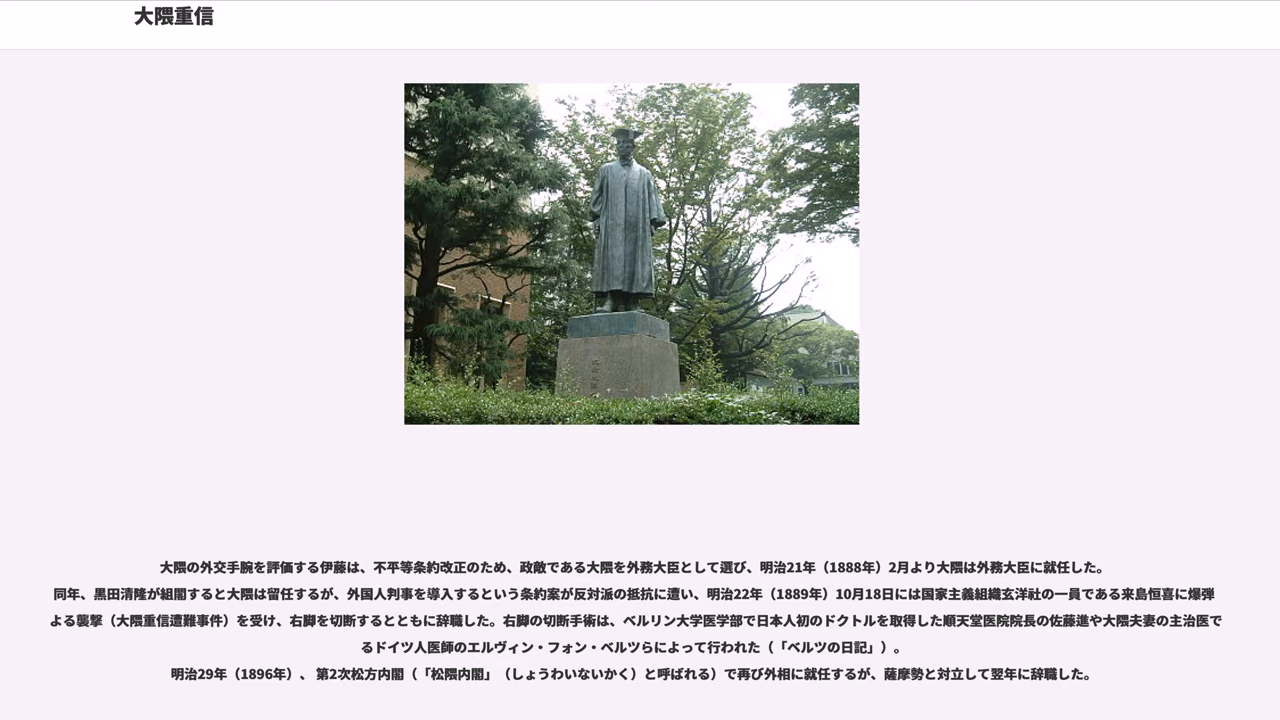 大隈重信
大隈の外交手腕を評価する伊藤は、不平等条約改正のため、政敵である大隈を外務大臣として選び、明治21年（1888年）2月より大隈は外務大臣に就任した。
同年、黒田清隆が組閣すると大隈は留任するが、外国人判事を導入するという条約案が反対派の抵抗に遭い、明治22年（1889年）10月18日には国家主義組織玄洋社の一員である来島恒喜に爆弾
よる襲撃（大隈重信遭難事件）を受け、右脚を切断するとともに辞職した。右脚の切断手術は、ベルリン大学医学部で日本人初のドクトルを取得した順天堂医院院長の佐藤進や大隈夫妻の主治医で
るドイツ人医師のエルヴィン・フォン・ベルツらによって行われた（「ベルツの日記」）。
明治29年（1896年）、 第2次松方内閣（「松隈内閣」（しょうわいないかく）と呼ばれる）で再び外相に就任するが、薩摩勢と対立して翌年に辞職した。